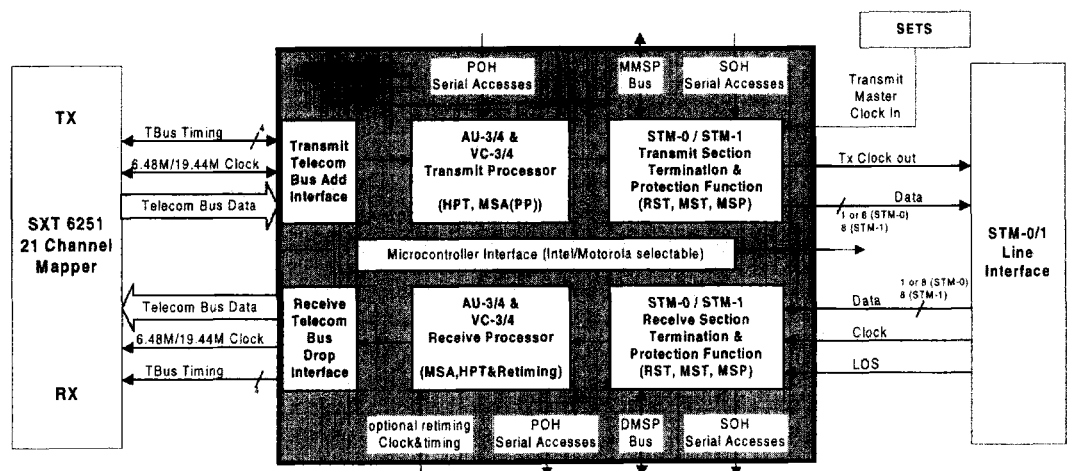 SETS
POH
Serial Accesses
MMSP
Bus
SOH
Serial Accesses
Transmit
Master
Clock In
TX
TBus Timing
4
6.48M/19.44M Clock
Telecom Bus Data
Transmit
Telecom
Bus Add
Interface
AU-3/4 &
VC-3/4
Transmit Processor
(HPT, MSA(PP))
STM-0 / STM-1
Transmit Section
Termination &
Protection Function
(RST, MST, MSP)
Tx Clock out
Data
1 or 8 (STM-0)
8 (STM-1)
SXT 6251
21 Channel
Mapper
Microcontroller Interface (Intel/Motorola selectable)
STM-0/1
Line
Interface
Telecom Bus Data
6.48M/19.44M Clock
TBus Timing
RX
Receive
Telecom
Bus
Drop
Interface
AU-3/4 &
VC-3/4
Receive Processor
(MSA,HPT&Retiming)
STM-0 / STM-1
Receive Section
Termination &
Protection Function
(RST, MST, MSP)
1 or 8 (STM-0)
8 (STM-1)
Data
Clock
LOS
optional retiming
Clock&timing
POH
Serial Accesses
DMSP
Bus
SOH
Serial Accesses